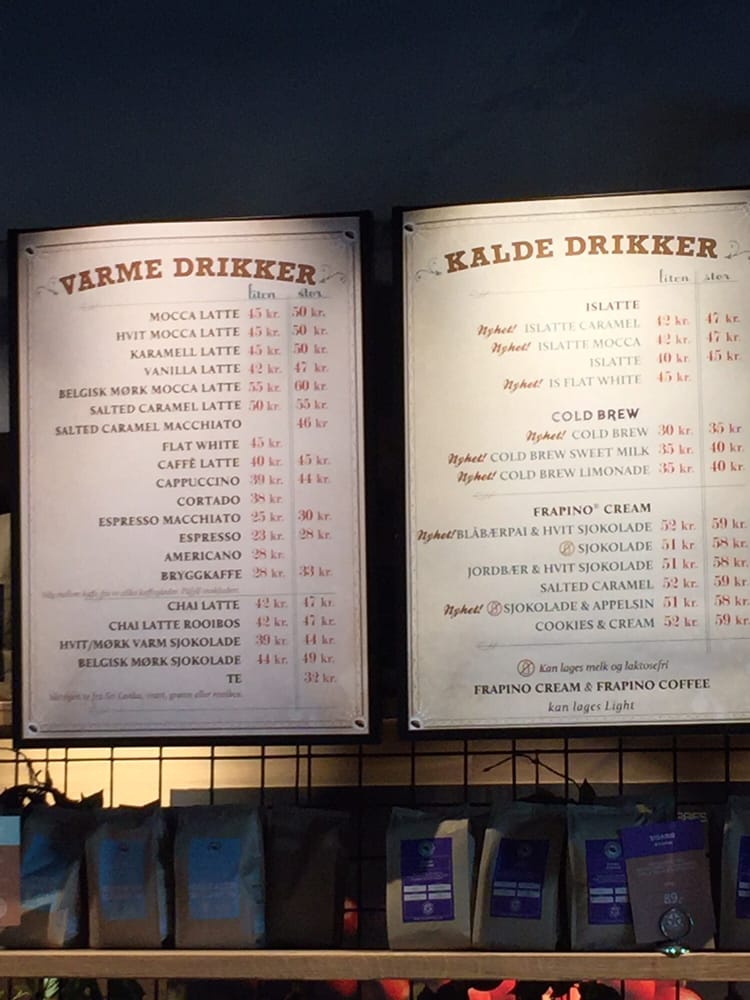 VARME DRIKKER
liten stor
MOCCA LATTE 45 kr. 50 kr.
HVIT MOCCA LATTE 45 kr. 50 kr.
KARAMELL LATTE 45 kr. 50 kr.
VANILLA LATTE 42 kr. 47 kr.
BELGISK MØRK MOCCA LATTE 55 kr. 60 kr.
SALTED CARAMEL LATTE 50 kr. 55 kr.
SALTED CARAMEL MACCHIATO 46 kr
FLAT WHITE 45 kr.
CAFFÈ LATTE 40 kr. 45 kr.
CAPPUCCINO 39 kr. 44 kr.
CORTADO 38 kr.
ESPRESSO MACCHIATO 25 kr. 30 kr.
ESPRESSO 23 kr. 28 kr.
AMERICANO 28 kr.
BRYGGKAFFE 28 kr. 33 kr.
CHAI LATTE 42 kr. 47 kr.
CHAI LATTE ROOIBOS 42 kr. 47 kr.
HVIT/MØRK VARM SJOKOLADE 39 kr. 44 kr.
BELGISK MØRK SJOKOLADE 44 kr. 49 kr.
TE 32 kr.
te fra Sri Lanka, svart, grønn eller rooibos.
KALDE DRIKKER
liten stor
ISLATTE
Nyhet! ISLATTE CARAMEL 42 kr. 47 kr.
Nyhet! ISLATTE MOCCA 42 kr. 47 kr.
ISLATTE 40 kr. 45 kr.
Nyhet! IS FLAT WHITE 45 kr.
COLD BREW
Nyhet! COLD BREW 30 kr. 35 kr
Nyhet! COLD BREW SWEET MILK 35 kr. 40 kr.
Nyhet! COLD BREW LIMONADE 35 kr. 40 kr.
FRAPINO® CREAM
Nyhet! BLÅBÆRPAI & HVIT SJOKOLADE 52 kr. 59 kr.
SJOKOLADE 51 kr. 58 kr.
JORDBÆR & HVIT SJOKOLADE 51 kr. 58 kr.
SALTED CARAMEL 52 kr. 59 kr.
Nyhet! SJOKOLADE & APPELSIN 51 kr. 58 kr.
COOKIES & CREAM 52 kr. 59 kr.
Kan lages melk og laktosefri
FRAPINO CREAM & FRAPINO COFFEE
kan lages Light
89